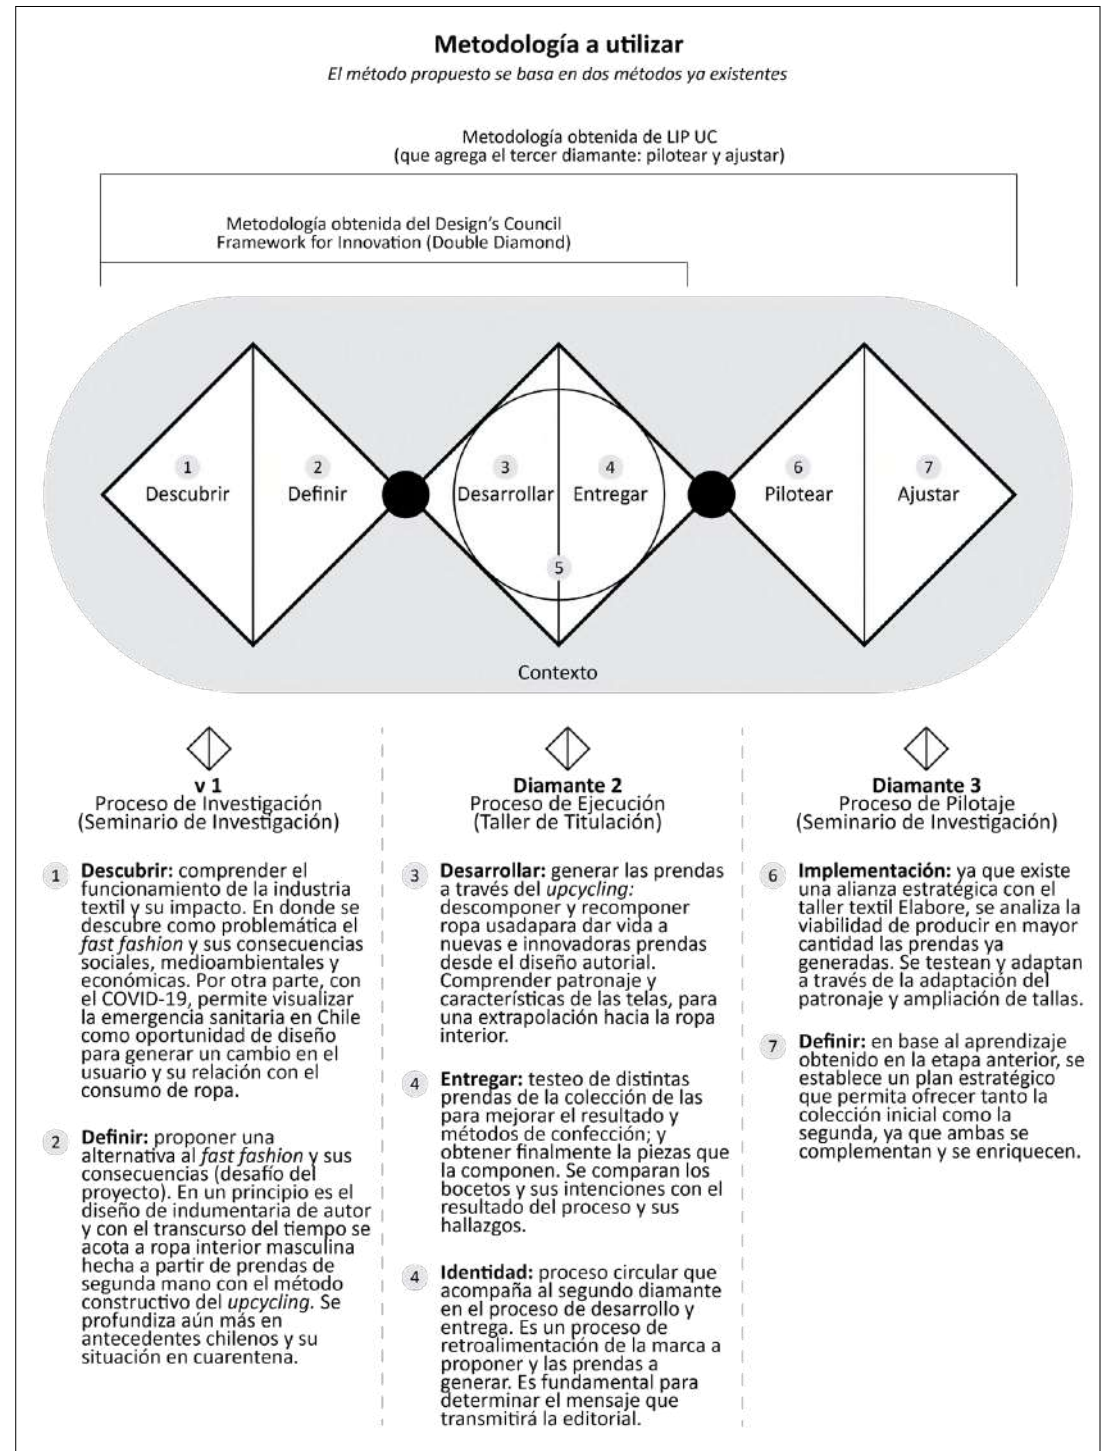 Metodología a utilizar
El método propuesto se basa en dos métodos ya existentes
Metodología obtenida de LIP UC
(que agrega el tercer diamante: pilotear y ajustar)
Metodología obtenida del Design's Council
Framework for Innovation (Double Diamond)
1
Descubrir
2
Definir
3
Desarrollar
4
Entregar
5
6
Pilotear
7
Ajustar
Contexto
v 1
Proceso de Investigación
(Seminario de Investigación)
1
Descubrir: comprender el
funcionamiento de la industria
textil y su impacto. En donde se
descubre como problemática el
fast fashion y sus consecuencias
sociales, medioambientales y
económicas. Por otra parte, con
el COVID-19, permite visualizar
la emergencia sanitaria en Chile
como oportunidad de diseño
para generar un cambio en el
usuario y su relación con el
consumo de ropa.
2
Definir: proponer una
alternativa al fast fashion y sus
consecuencias (desafío del
proyecto). En un principio es el
diseño de indumentaria de autor
y con el transcurso del tiempo se
acota a ropa interior masculina
hecha a partir de prendas de
segunda mano con el método
constructivo del upcycling. Se
profundiza aún más en
antecedentes chilenos y su
situación en cuarentena.
Diamante 2
Proceso de Ejecución
(Taller de Titulación)
3
Desarrollar: generar las prendas
a través del upcycling:
descomponer y recomponer
ropa usadapara dar vida a
nuevas e innovadoras prendas
desde el diseño autorial.
Comprender patronaje y
características de las telas, para
una extrapolación hacia la ropa
interior.
4
Entregar: testeo de distintas
prendas de la colección de las
para mejorar el resultado y
métodos de confección; y
obtener finalmente la piezas que
la componen. Se comparan los
bocetos y sus intenciones con el
resultado del proceso y sus
hallazgos.
4
Identidad: proceso circular que
acompaña al segundo diamante
en el proceso de desarrollo y
entrega. Es un proceso de
retroalimentación de la marca a
proponer y las prendas a
generar. Es fundamental para
determinar el mensaje que
transmitirá la editorial.
Diamante 3
Proceso de Pilotaje
(Seminario de Investigación)
6
Implementación: ya que existe
una alianza estratégica con el
taller textil Elabore, se analiza la
viabilidad de producir en mayor
cantidad las prendas ya
generadas. Se testean y adaptan
a través de la adaptación del
patronaje y ampliación de tallas.
7
Definir: en base al aprendizaje
obtenido en la etapa anterior, se
establece un plan estratégico
que permita ofrecer tanto la
colección inicial como la
segunda, ya que ambas se
complementan y se enriquecen.